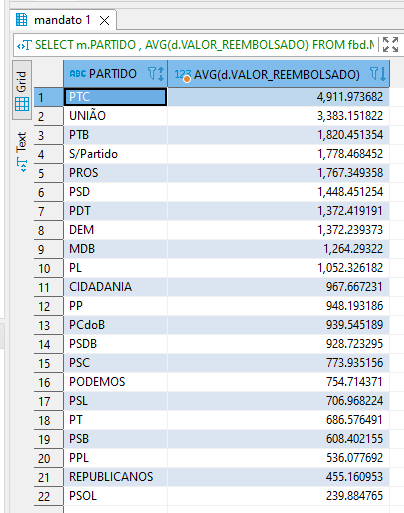 mandato 1
SELECT m.PARTIDO , AVG(d.VALOR_REEMBOLSADO) FROM fbd.M
Grid
Text
ABC PARTIDO 123 AVG(d.VALOR_REEMBOLSADO)
1 PTC 4,911.973682
2 UNIÃO 3,383.151822
3 PTB 1,820.451354
4 S/Partido 1,778.468452
5 PROS 1,767.349358
6 PSD 1,448.451254
7 PDT 1,372.419191
8 DEM 1,372.239373
9 MDB 1,264.29322
10 PL 1,052.326182
11 CIDADANIA 967.667231
12 PP 948.193186
13 PCdoB 939.545189
14 PSDB 928.723295
15 PSC 773.935156
16 PODEMOS 754.714371
17 PSL 706.968224
18 PT 686.576491
19 PSB 608.402155
20 PPL 536.077692
21 REPUBLICANOS 455.160953
22 PSOL 239.884765